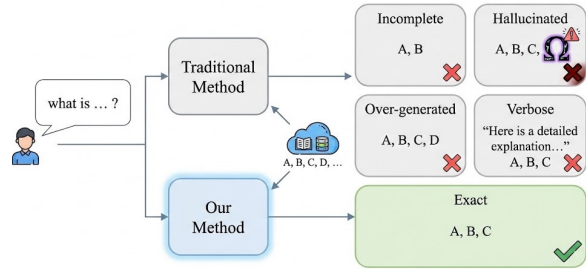 what is ... ?
Traditional
Method
A, B, C, D, ...
Our
Method
Incomplete
A, B
Hallucinated
A, B, C, Ω
Over-generated
A, B, C, D
Verbose
“Here is a detailed
explanation…”
A, B, C
Exact
A, B, C